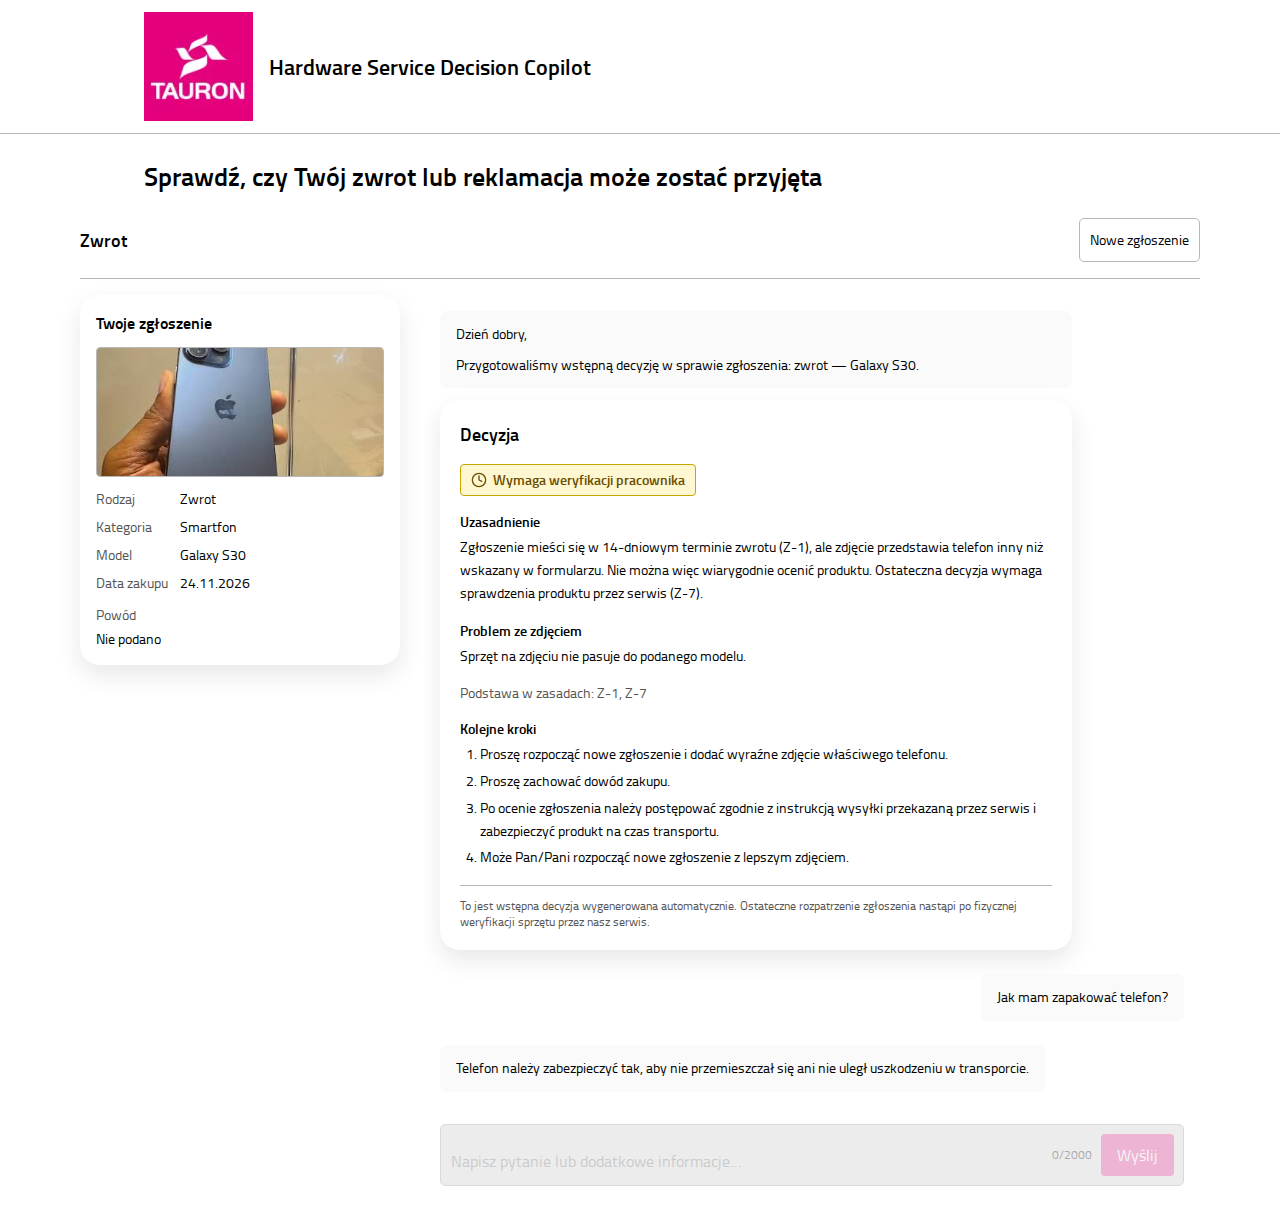 TAURON
Hardware Service Decision Copilot
Sprawdź, czy Twój zwrot lub reklamacja może zostać przyjęta
Zwrot
Nowe zgłoszenie
Twoje zgłoszenie
Rodzaj Zwrot
Kategoria Smartfon
Model Galaxy S30
Data zakupu 24.11.2026
Powód
Nie podano
Dzień dobry,
Przygotowaliśmy wstępną decyzję w sprawie zgłoszenia: zwrot — Galaxy S30.
Decyzja
Wymaga weryfikacji pracownika
Uzasadnienie
Zgłoszenie mieści się w 14-dniowym terminie zwrotu (Z-1), ale zdjęcie przedstawia telefon inny niż
wskazany w formularzu. Nie można więc wiarygodnie ocenić produktu. Ostateczna decyzja wymaga
sprawdzenia produktu przez serwis (Z-7).
Problem ze zdjęciem
Sprzęt na zdjęciu nie pasuje do podanego modelu.
Podstawa w zasadach: Z-1, Z-7
Kolejne kroki
1. Proszę rozpocząć nowe zgłoszenie i dodać wyraźne zdjęcie właściwego telefonu.
2. Proszę zachować dowód zakupu.
3. Po ocenie zgłoszenia należy postępować zgodnie z instrukcją wysyłki przekazaną przez serwis i
zabezpieczyć produkt na czas transportu.
4. Może Pan/Pani rozpocząć nowe zgłoszenie z lepszym zdjęciem.
To jest wstępna decyzja wygenerowana automatycznie. Ostateczne rozpatrzenie zgłoszenia nastąpi po fizycznej
weryfikacji sprzętu przez nasz serwis.
Jak mam zapakować telefon?
Telefon należy zabezpieczyć tak, aby nie przemieszczał się ani nie uległ uszkodzeniu w transporcie.
Napisz pytanie lub dodatkowe informacje...
0/2000
Wyślij